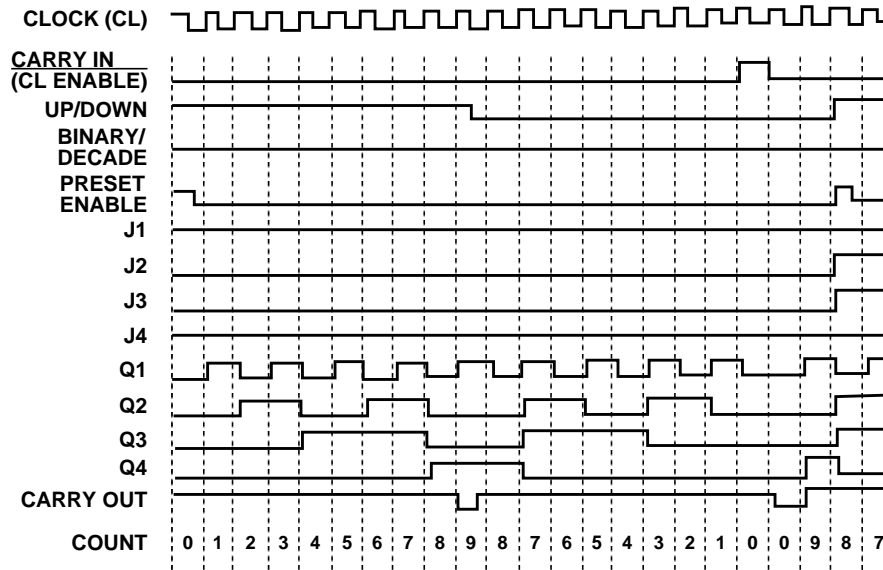 CLOCK (CL)
CARRY IN
(CL ENABLE)
UP/DOWN
BINARY/
DECADE
PRESET
ENABLE
J1
J2
J3
J4
Q1
Q2
Q3
Q4
CARRY OUT
COUNT 0 1 2 3 4 5 6 7 8 9 8 7 6 5 4 3 2 1 0 0 9 8 7